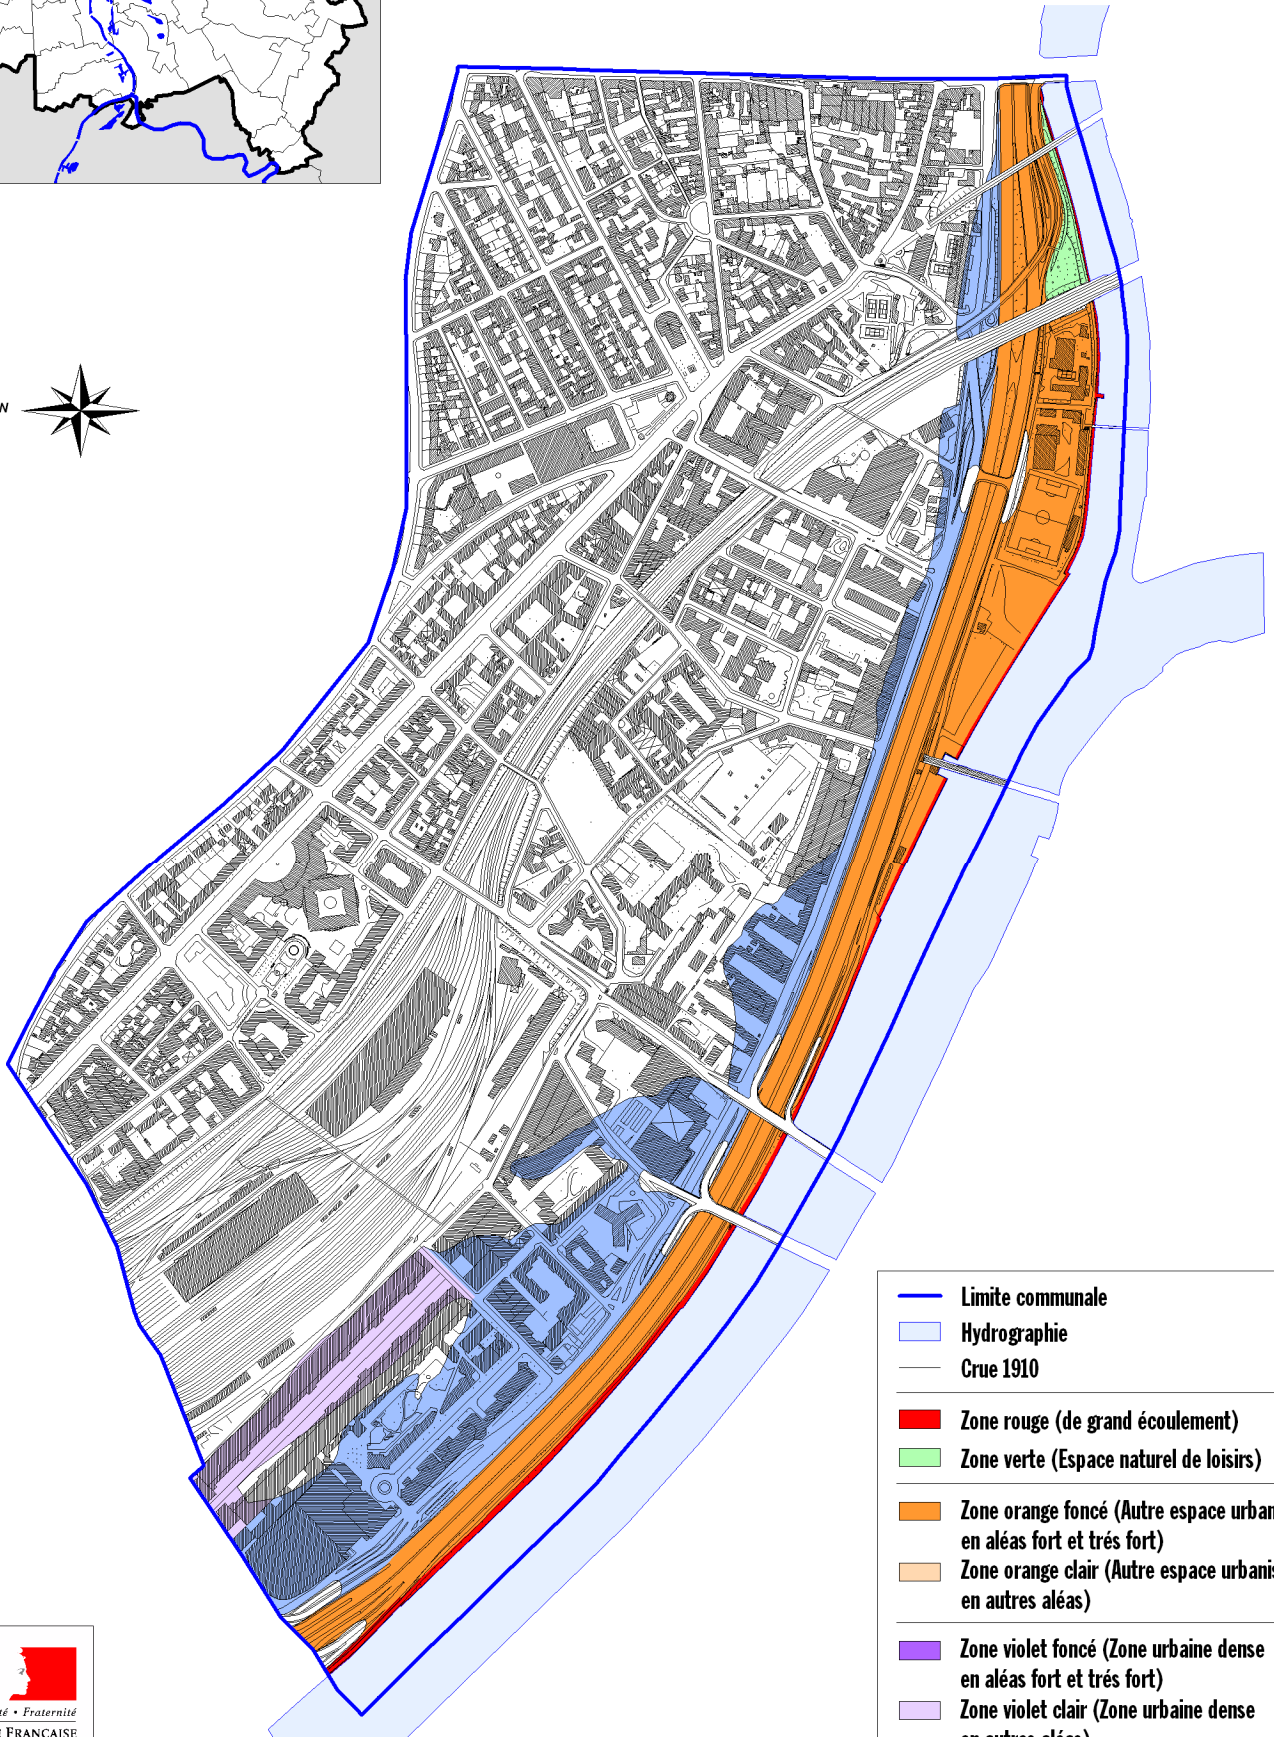 N
Limite communale
Hydrographie
Crue 1910
Zone rouge (de grand écoulement)
Zone verte (Espace naturel de loisirs)
Zone orange foncé (Autre espace urban
en aléas fort et trés fort)
Zone orange clair (Autre espace urbanis
en autres aléas)
Zone violet foncé (Zone urbaine dense
en aléas fort et trés fort)
Zone violet clair (Zone urbaine dense
en autres aléas)
té • Fraternité
E FRANÇAISE